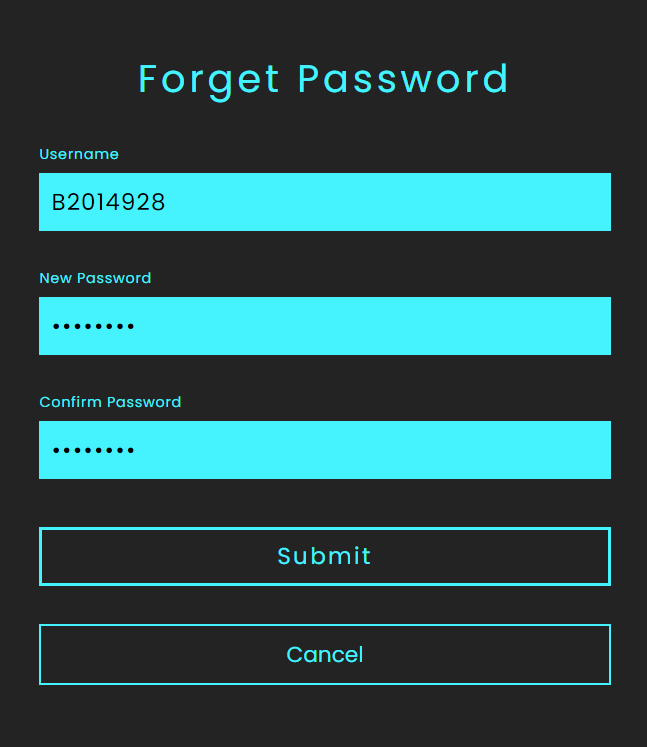 Forget Password
Username
B2014928
New Password
••••••••
Confirm Password
••••••••
Submit
Cancel